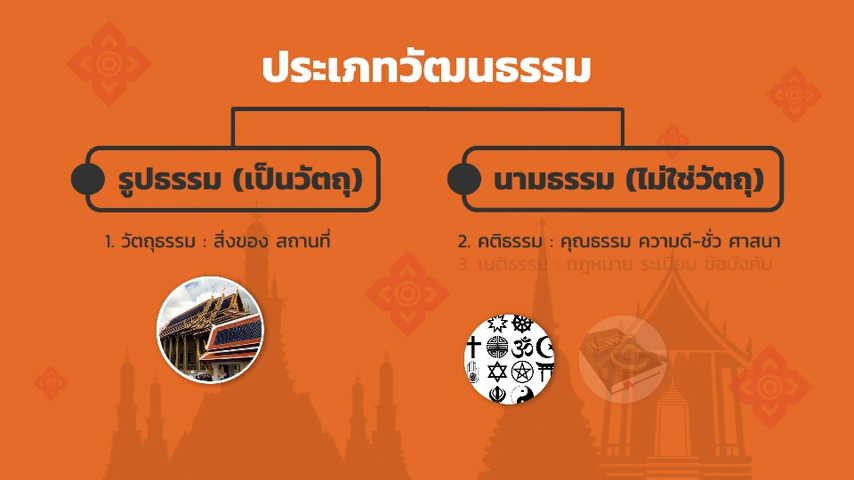 ประเภทวัฒนธรรม
รูปธรรม (เป็นวัตถุ)
นามธรรม (ไม่ใช่วัตถุ)
1. วัตถุธรรม : สิ่งของ สถานที่
2. คติธรรม : คุณธรรม ความดี-ชั่ว ศาสนา
3. เนติธรรม : กฎหมาย ระเบียบ ข้อบังคับ